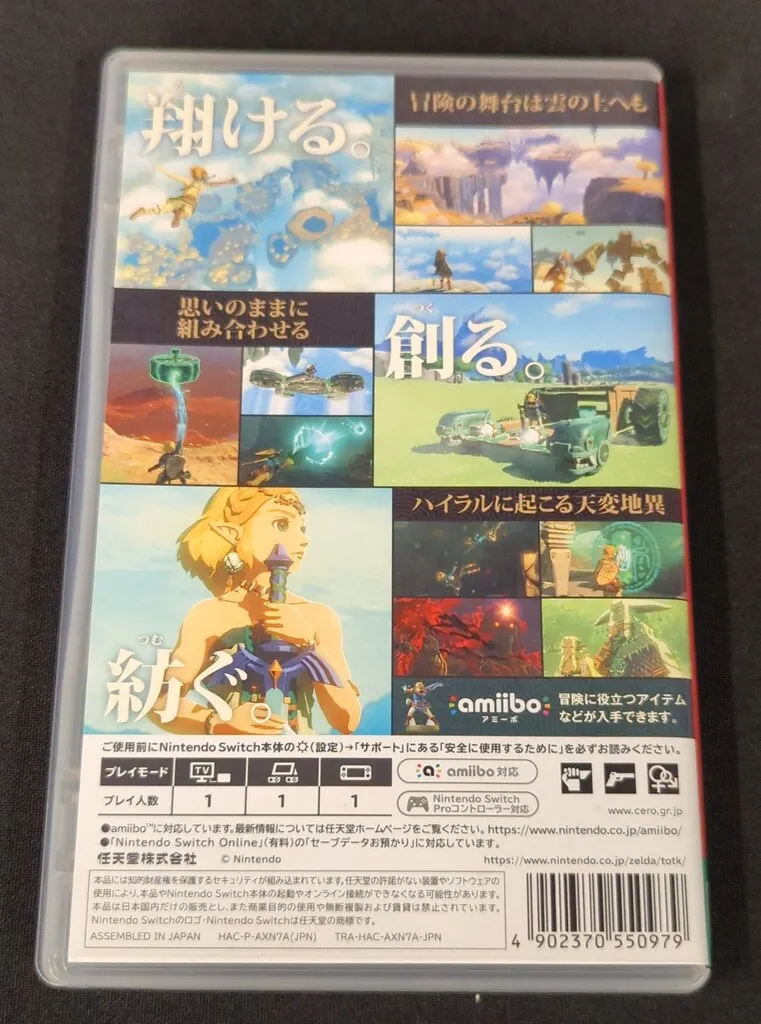 翔ける。
冒険の舞台は雲の上へも
思いのままに
組み合わせる
つく
創る。
ハイラルに起こる天変地異
つむ
紡ぐ。
amiibo
アミーボ
冒険に役立つアイテム
などが入手できます。
ご使用前にNintendo Switch本体の(設定)→「サポート」にある「安全に使用するために」を必ずお読みください。
プレイモード
TV
プレイ人数 1 1 1
amiibo 対応
Nintendo Switch
Proコントローラー対応
www.cero.gr.jp
●amiibo™に対応しています。最新情報については任天堂ホームページをご覧ください。https://www.nintendo.co.jp/amiibo/
●「Nintendo Switch Online」(有料)の「セーブデータお預かり」に対応しています。
任天堂株式会社 © Nintendo
https://www.nintendo.co.jp/zelda/totk/
本品には知的財産権を保護するセキュリティが組み込まれています。任天堂の許諾がない装置やソフトウェアの
使用により、本品やNintendo Switch本体の起動やオンライン接続ができなくなる可能性があります。
本品は日本国内だけの販売とし、また商業目的の使用や無断複製および賃貸は禁止されています。
Nintendo Switchのロゴ・Nintendo Switchは任天堂の商標です。
ASSEMBLED IN JAPAN HAC-P-AXN7A(JPN) TRA-HAC-AXN7A-JPN
4 902370 550979